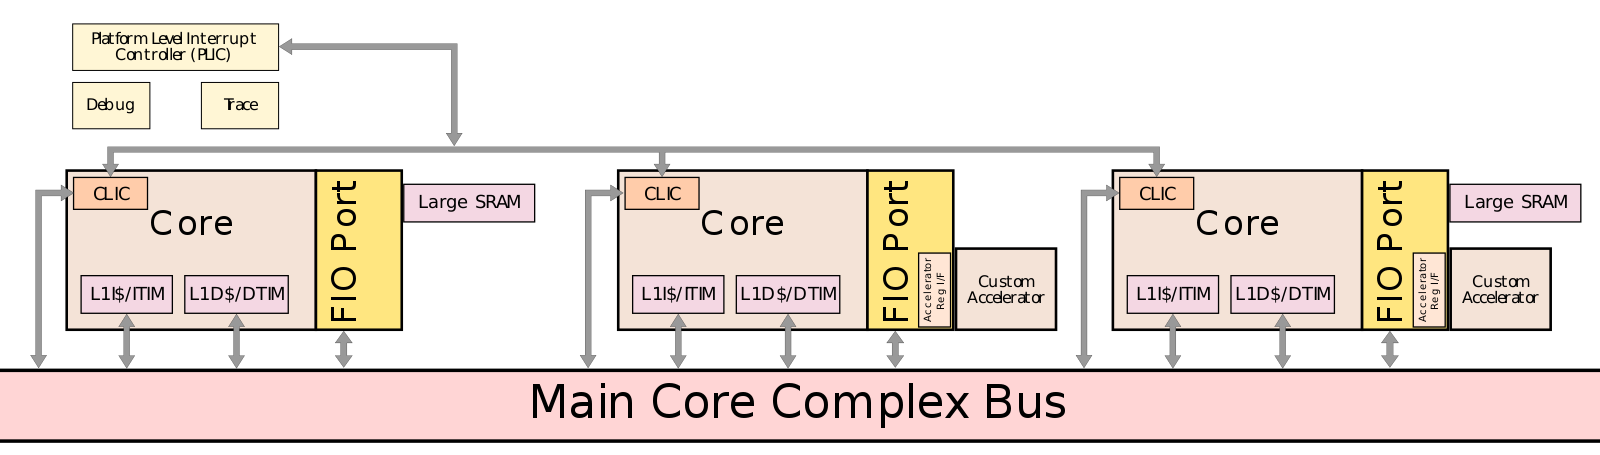 Platform Level Interrupt
Controller (PLIC)
Debug
Trace
CLIC
Core
L1I$/ITIM
L1D$/DTIM
FIO Port
Large SRAM
CLIC
Core
L1I$/ITIM
L1D$/DTIM
FIO Port
Accelerator
Reg I/F
Custom
Accelerator
CLIC
Core
L1I$/ITIM
L1D$/DTIM
FIO Port
Accelerator
Reg I/F
Large SRAM
Custom
Accelerator
Main Core Complex Bus